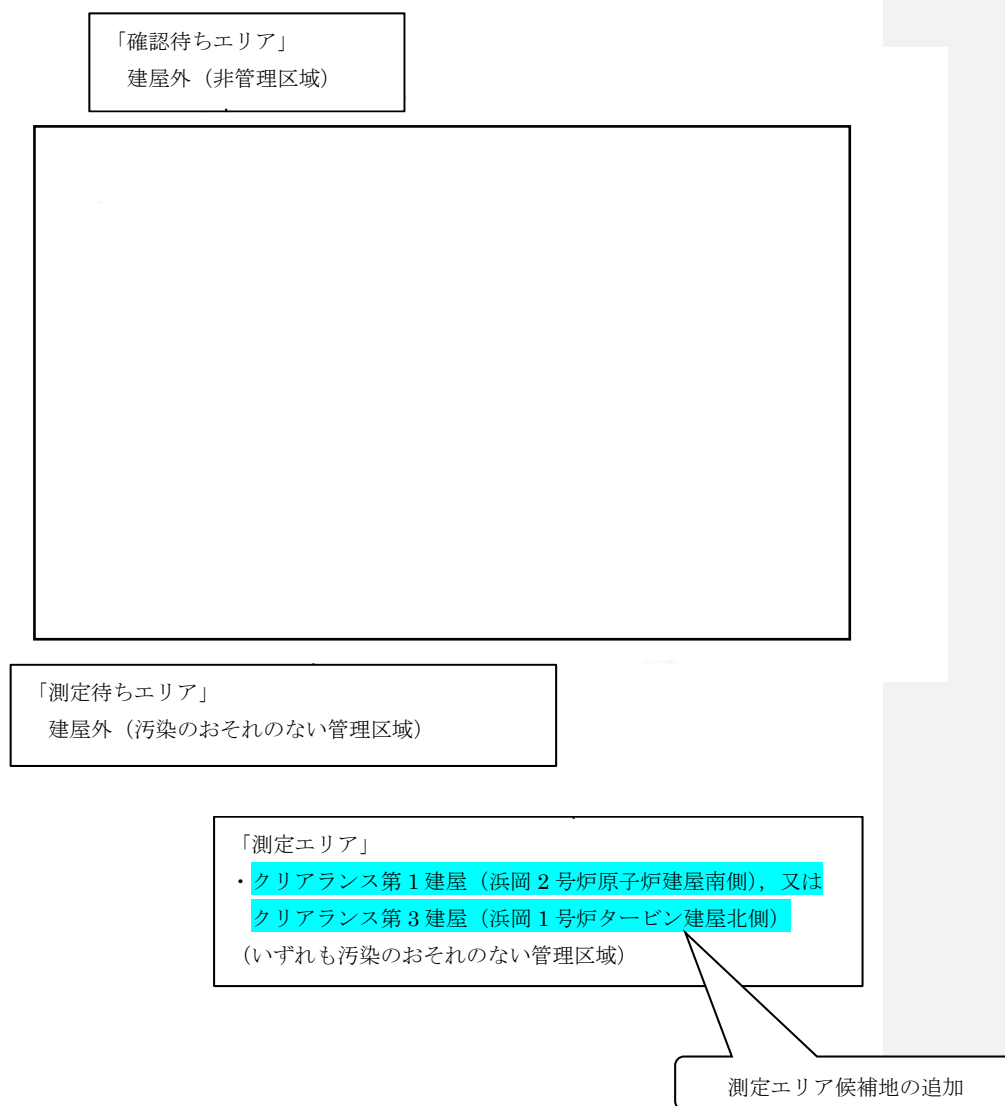 「確認待ちエリア」
建屋外（非管理区域）
「測定待ちエリア」
建屋外（汚染のおそれのない管理区域）
「測定エリア」
・クリアランス第 1 建屋（浜岡 2 号炉原子炉建屋南側），又は
クリアランス第 3 建屋（浜岡 1 号炉タービン建屋北側）
（いずれも汚染のおそれのない管理区域）
測定エリア候補地の追加